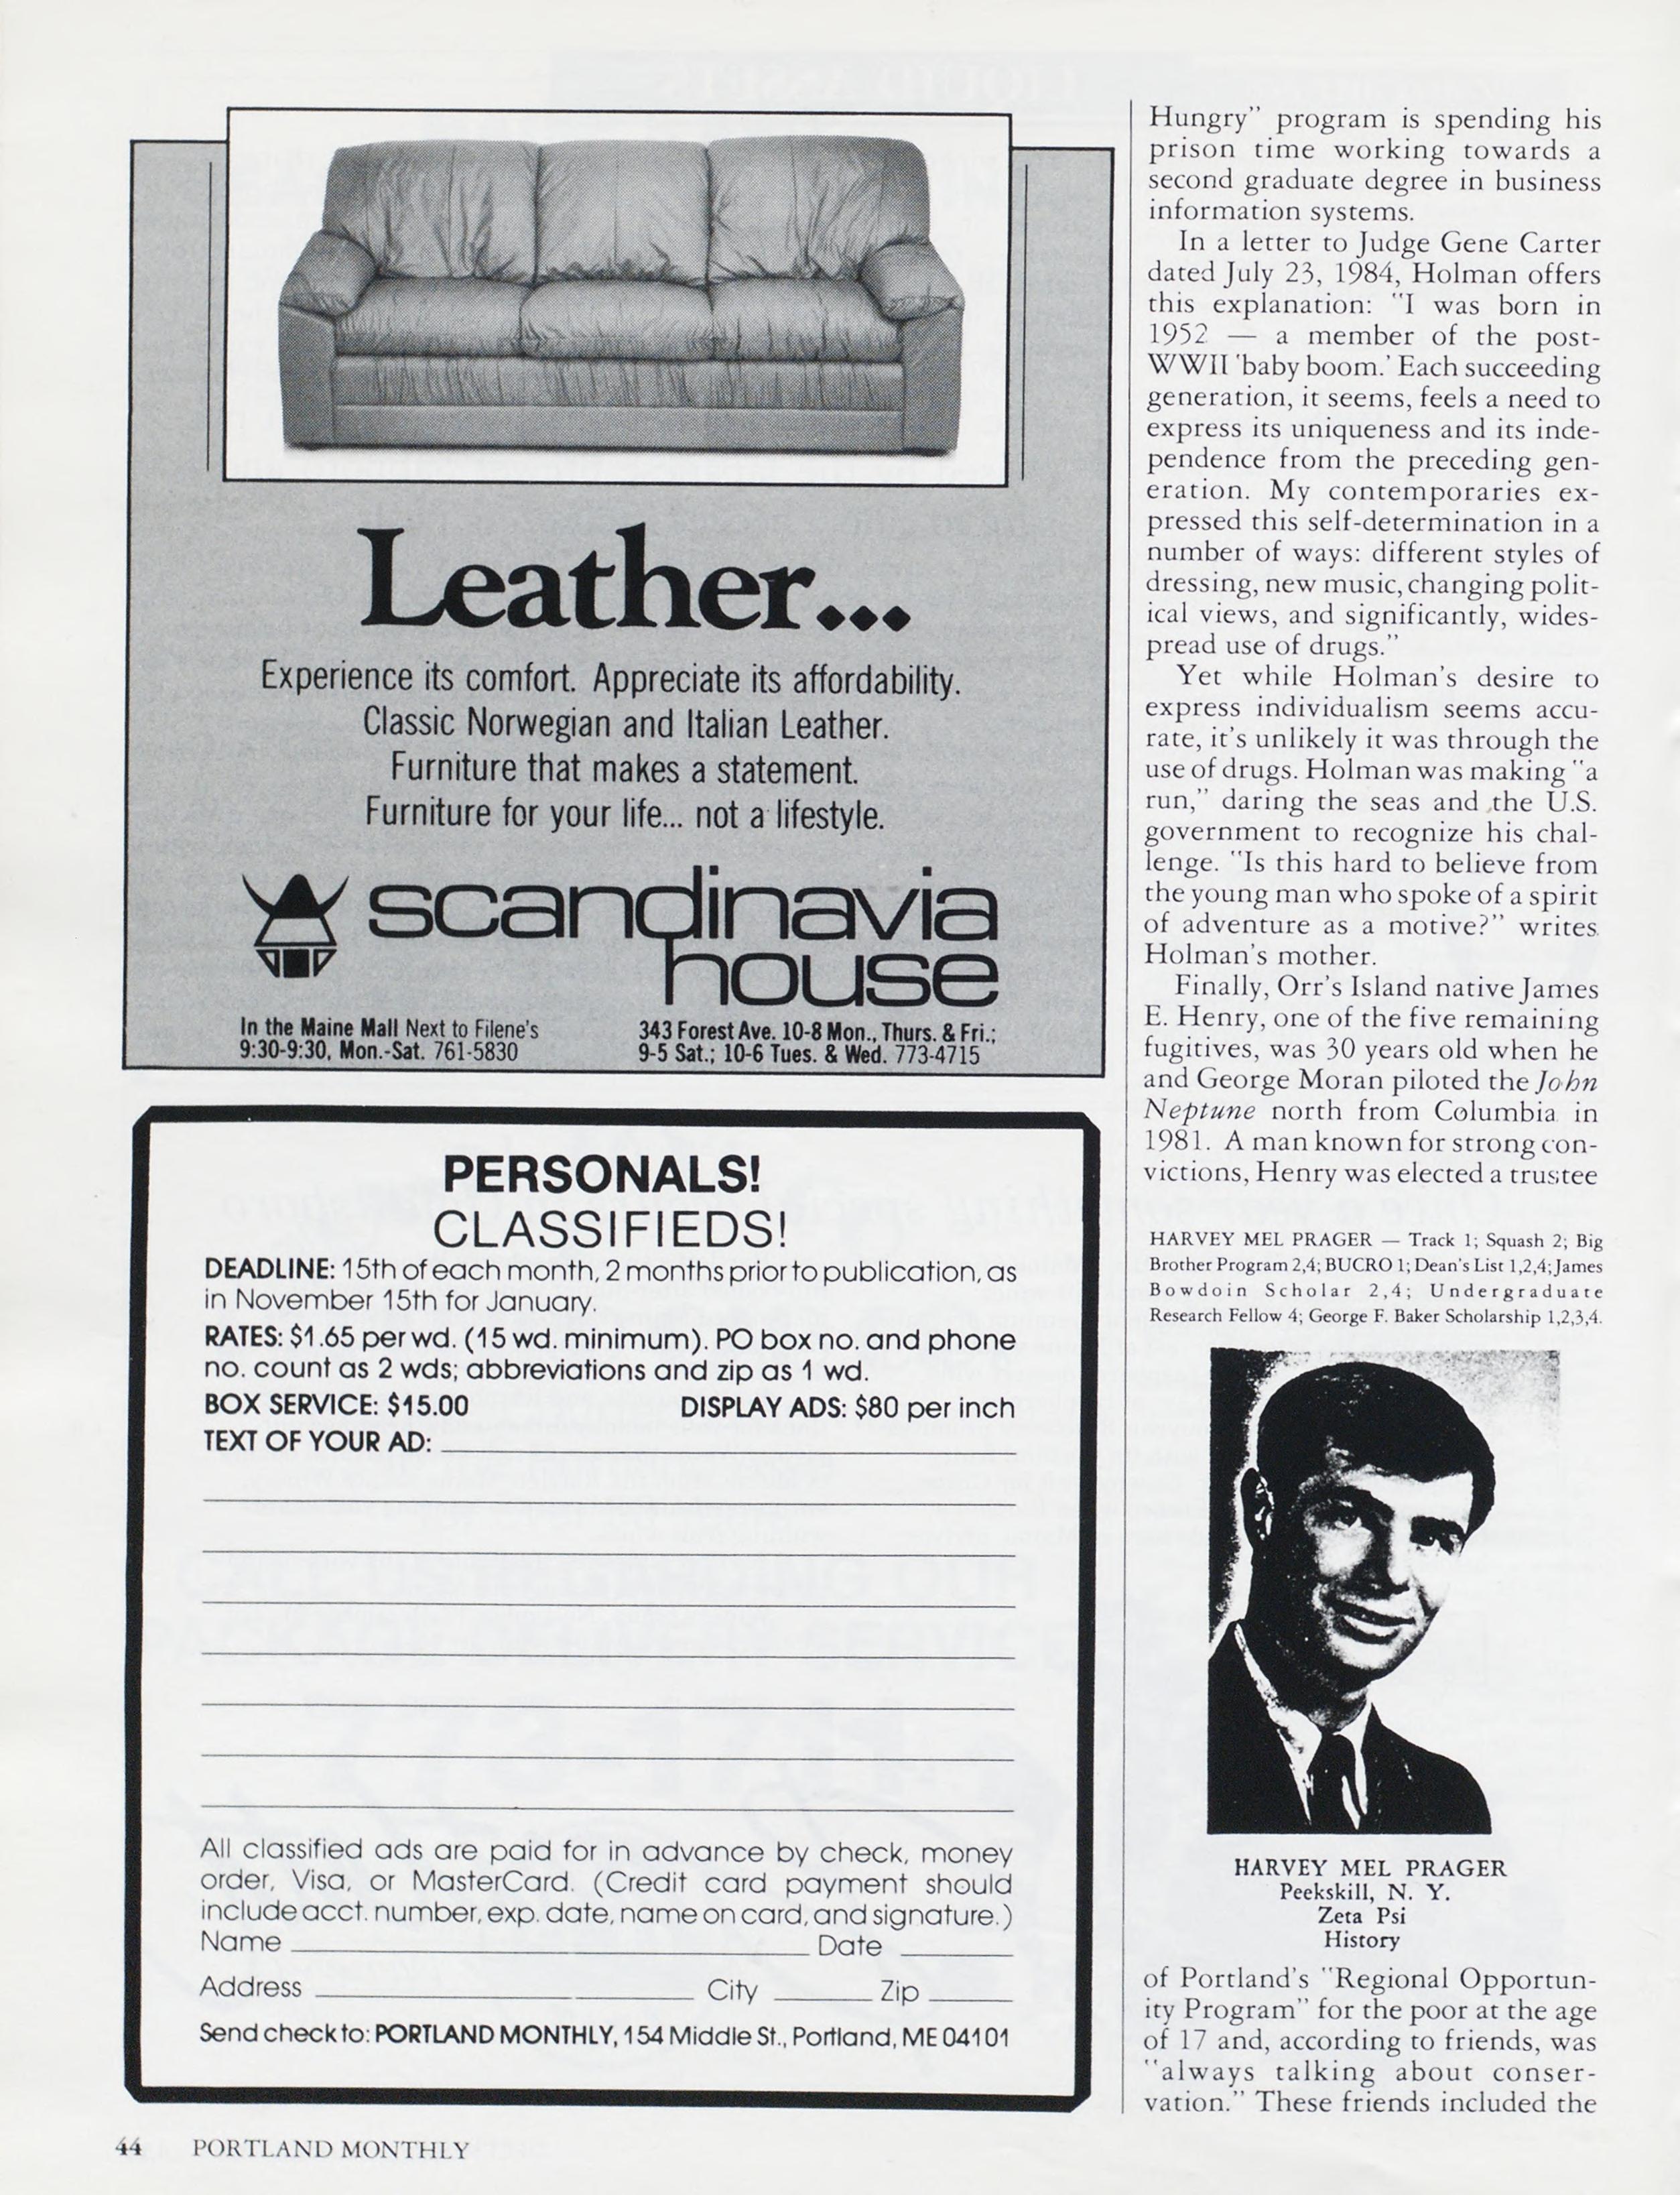 Leather...
Experience its comfort. Appreciate its affordability.
Classic Norwegian and Italian Leather.
Furniture that makes a statement.
Furniture for your life... not a lifestyle.
scandinavia
house
In the Maine Mall Next to Filene's
9:30-9:30, Mon.-Sat. 761-5830
343 Forest Ave. 10-8 Mon., Thurs. & Fri.;
9-5 Sat.; 10-6 Tues. & Wed. 773-4715
PERSONALS!
CLASSIFIEDS!
DEADLINE: 15th of each month, 2 months prior to publication, as
in November 15th for January.
RATES: $1.65 per wd. (15 wd. minimum). PO box no. and phone
no. count as 2 wds; abbreviations and zip as 1 wd.
BOX SERVICE: $15.00 DISPLAY ADS: $80 per inch
TEXT OF YOUR AD:
All classified ads are paid for in advance by check, money
order, Visa, or MasterCard. (Credit card payment should
include acct. number, exp. date, name on card, and signature.)
Name Date
Address City Zip
Send check to: PORTLAND MONTHLY, 154 Middle St., Portland, ME 04101
Hungry" program is spending his
prison time working towards a
second graduate degree in business
information systems.
In a letter to Judge Gene Carter
dated July 23, 1984, Holman offers
this explanation: "I was born in
1952 — a member of the post-
WWII 'baby boom.' Each succeeding
generation, it seems, feels a need to
express its uniqueness and its inde-
pendence from the preceding gen-
eration. My contemporaries ex-
pressed this self-determination in a
number of ways: different styles of
dressing, new music, changing polit-
ical views, and significantly, wides-
pread use of drugs."
Yet while Holman's desire to
express individualism seems accu-
rate, it's unlikely it was through the
use of drugs. Holman was making "a
run," daring the seas and the U.S.
government to recognize his chal-
lenge. "Is this hard to believe from
the young man who spoke of a spirit
of adventure as a motive?" writes
Holman's mother.
Finally, Orr's Island native James
E. Henry, one of the five remaining
fugitives, was 30 years old when he
and George Moran piloted the John
Neptune north from Columbia in
1981. A man known for strong con-
victions, Henry was elected a trustee
HARVEY MEL PRAGER — Track 1; Squash 2; Big
Brother Program 2,4; BUCRO 1; Dean's List 1,2,4; James
Bowdoin Scholar 2,4; Undergraduate
Research Fellow 4; George F. Baker Scholarship 1,2,3,4.
HARVEY MEL PRAGER
Peekskill, N. Y.
Zeta Psi
History
of Portland's "Regional Opportun-
ity Program" for the poor at the age
of 17 and, according to friends, was
"always talking about conser-
vation." These friends included the
44 PORTLAND MONTHLY